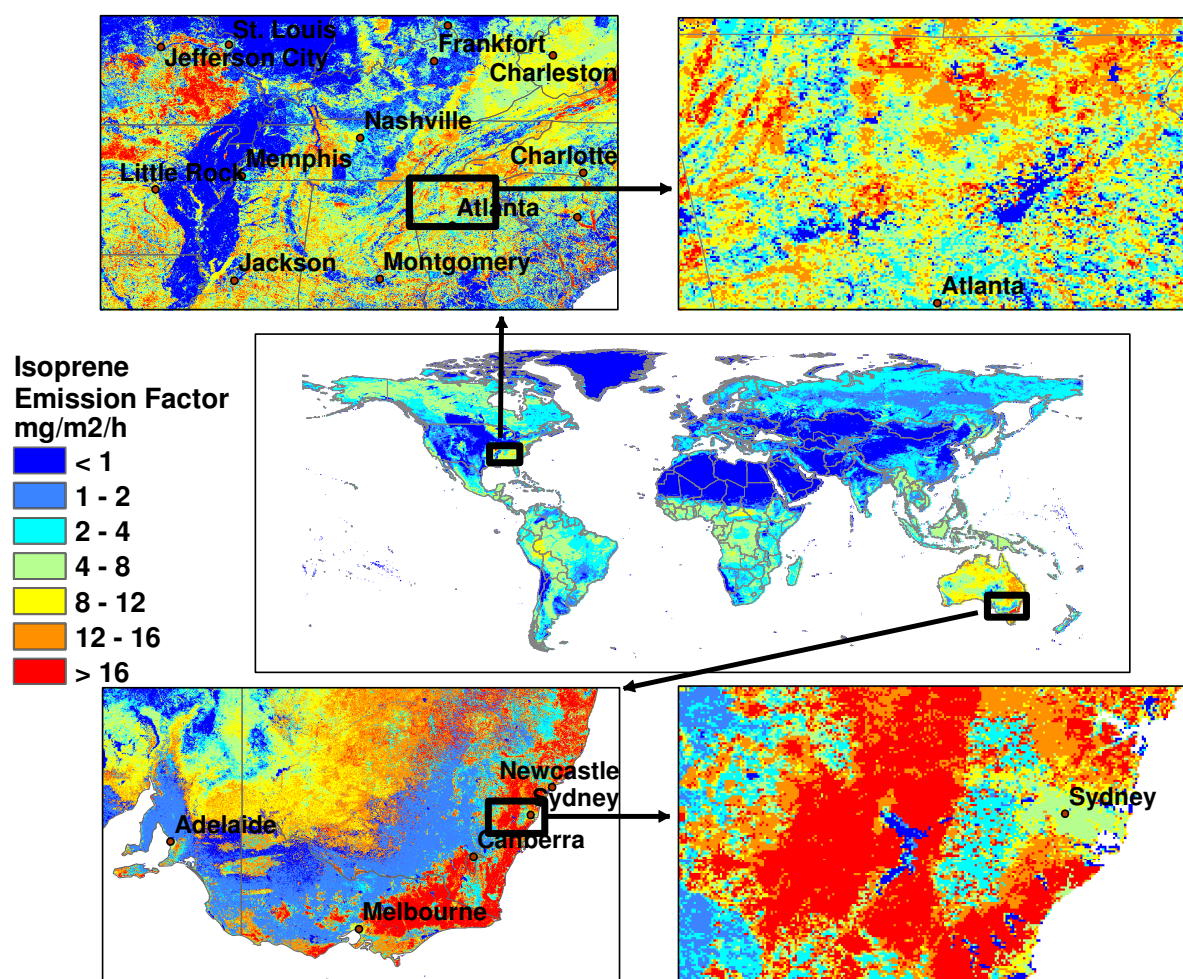 St. Louis
Jefferson City
Frankfort
Charleston
Nashville
Charlotte
Memphis
Little Rock
Atlanta
Jackson
Montgomery
Atlanta
Isoprene
Emission Factor
mg/m2/h
< 1
1 - 2
2 - 4
4 - 8
8 - 12
12 - 16
> 16
Newcastle
Sydney
Adelaide
Canberra
Melbourne
Sydney